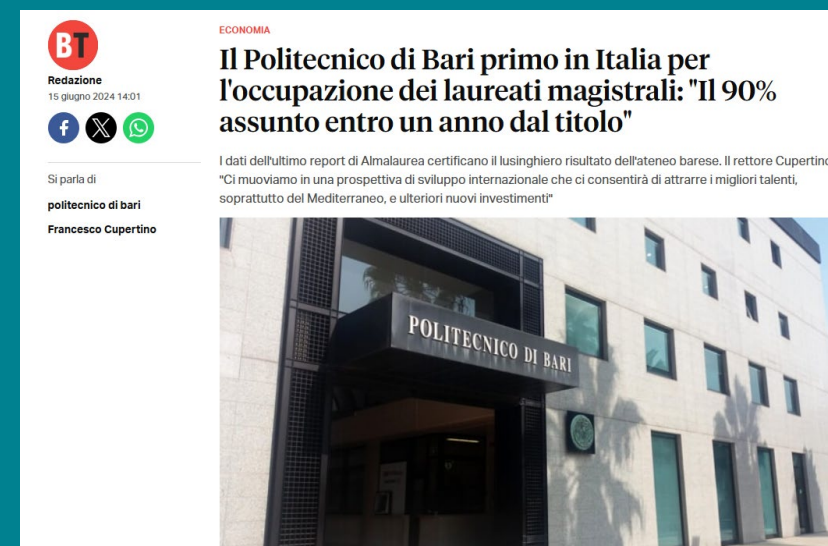 BT
Redazione
15 giugno 2024 14:01
Si parla di
politecnico di bari
Francesco Cupertino
ECONOMIA
Il Politecnico di Bari primo in Italia per
l'occupazione dei laureati magistrali: "Il 90%
assunto entro un anno dal titolo"
I dati dell'ultimo report di Almalaurea certificano il lusinghiero risultato dell'ateneo barese. Il rettore Cupertino
"Ci muoviamo in una prospettiva di sviluppo internazionale che ci consentirà di attrarre i migliori talenti,
soprattutto del Mediterraneo, e ulteriori nuovi investimenti"
POLITECNICO DI BARI